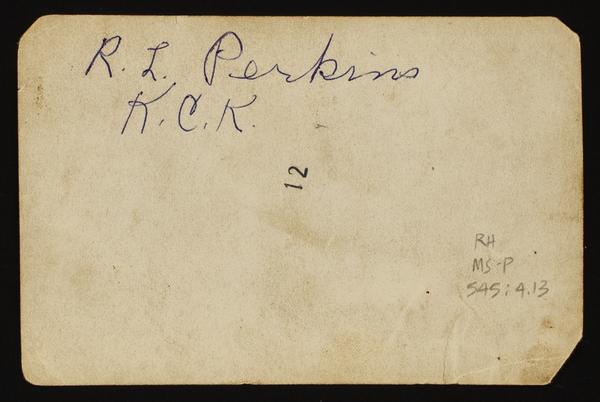 R. L. Perkins
K.C.K.
12
RH
MS-P
545:4.13